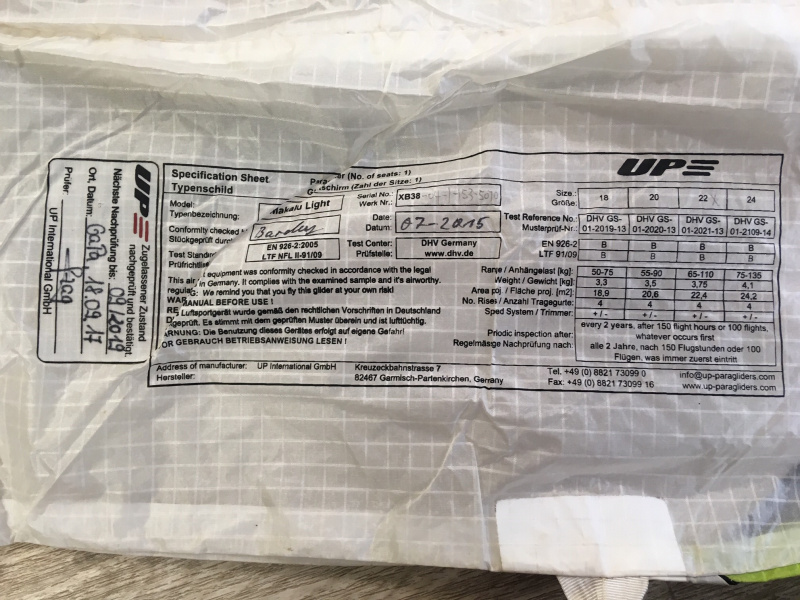 UP
Zugelassener Zustand
nachgeprüft und bestätigt.
Nächste Nachprüfung bis: 09/2019
Ort, Datum: GaPa 18.09.17
Prüfer
UP International GmbH
Specification Sheet
Typenschild
(No. of seats: 1)
(Zahl der Sitze: 1)
UP
Model:
Typenbezeichnung:
Makalu Light
Serial No.
Werk Nr.:
XB38
Size:
Größe:
18 20 22 24
Conformity checked
Stückgeprüft durch
Date:
Datum:
07-2015
Test Reference No.:
Musterprüf-Nr.:
DHV GS-01-2019-13
DHV GS-01-2020-13
DHV GS-01-2021-13
DHV GS-01-2109-14
Test Standar
Prüfrichtlinie
EN 926-2:2005
LTF NFL II-91/09
Test Center:
Prüfstelle:
DHV Germany
www.dhv.de
EN 926-2 B B B B
LTF 91/09 B B B B
equipment was conformity checked in accordance with the legal
in Germany. It complies with the examined sample and it's airworthy.
We remind you that you fly this glider at your own risk!
MANUAL BEFORE USE !
Luftsportgerät wurde gemäß den rechtlichen Vorschriften in Deutschland
geprüft. Es stimmt mit dem geprüften Muster überein und ist lufttüchtig.
ARNUNG: Die Benutzung dieses Gerätes erfolgt auf eigene Gefahr!
OR GEBRAUCH BETRIEBSANWEISUNG LESEN !
Range / Anhängelast [kg]: 50-75 55-90 65-110 75-135
Weight / Gewicht [kg]: 3,3 3,5 3,75 4,1
Area proj. / Fläche proj. [m2]: 18,9 20,6 22,4 24,2
No. Rises / Anzahl Tragegurte: 4 4 4 4
Sped System / Trimmer: + / - + / - + / - + / -
Priodic inspection after:
Regelmäsige Nachprüfung nach:
every 2 years, after 150 flight hours or 100 flights,
whatever occurs first
alle 2 Jahre, nach 150 Flugstunden oder 100
Flügen, was immer zuerst eintritt
Address of manufacturer:
Hersteller:
UP International GmbH
Kreuzeckbahnstrasse 7
82467 Garmisch-Partenkirchen, Germany
Tel. +49 (0) 8821 73099 0
Fax: +49 (0) 8821 73099 16
info@up-paragliders.com
www.up-paragliders.com